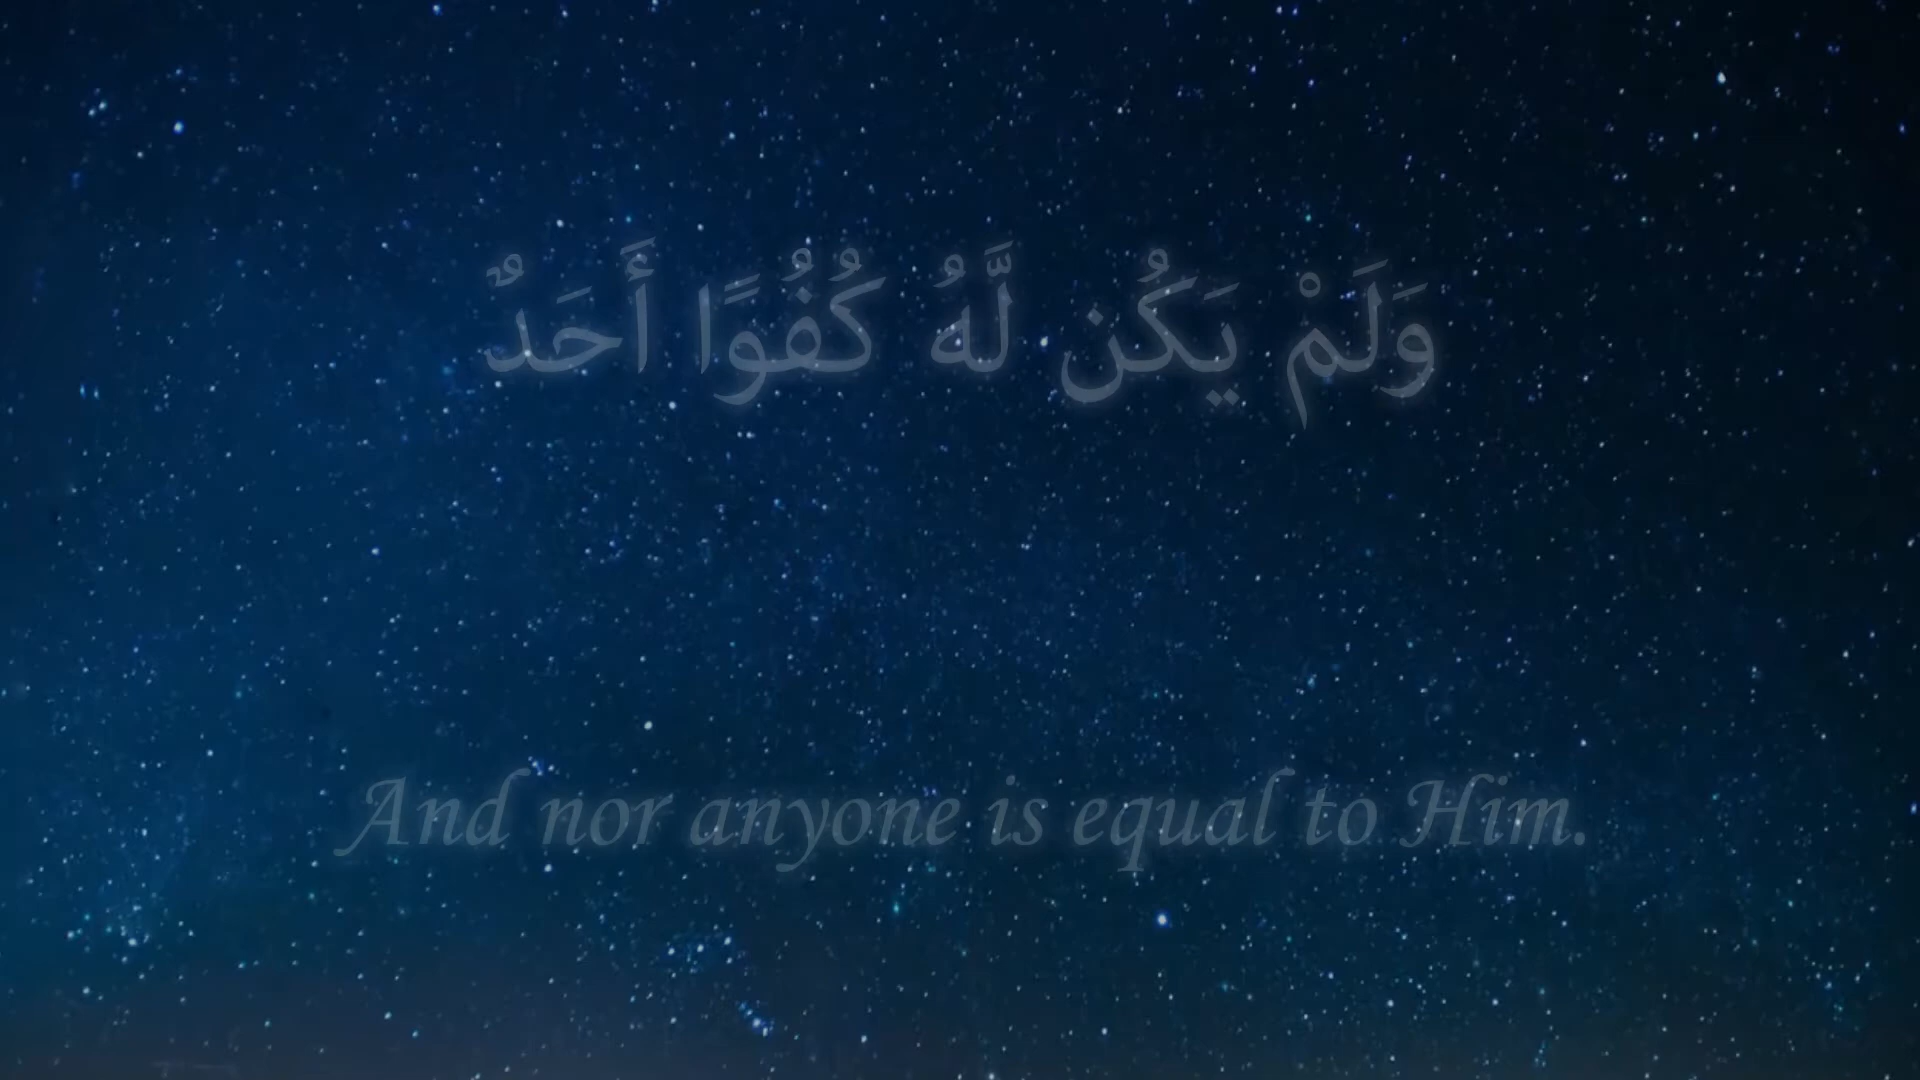 وَلَمْ يَكُن لَّهُ كُفُوًا أَحَدٌ
And nor anyone is equal to Him.